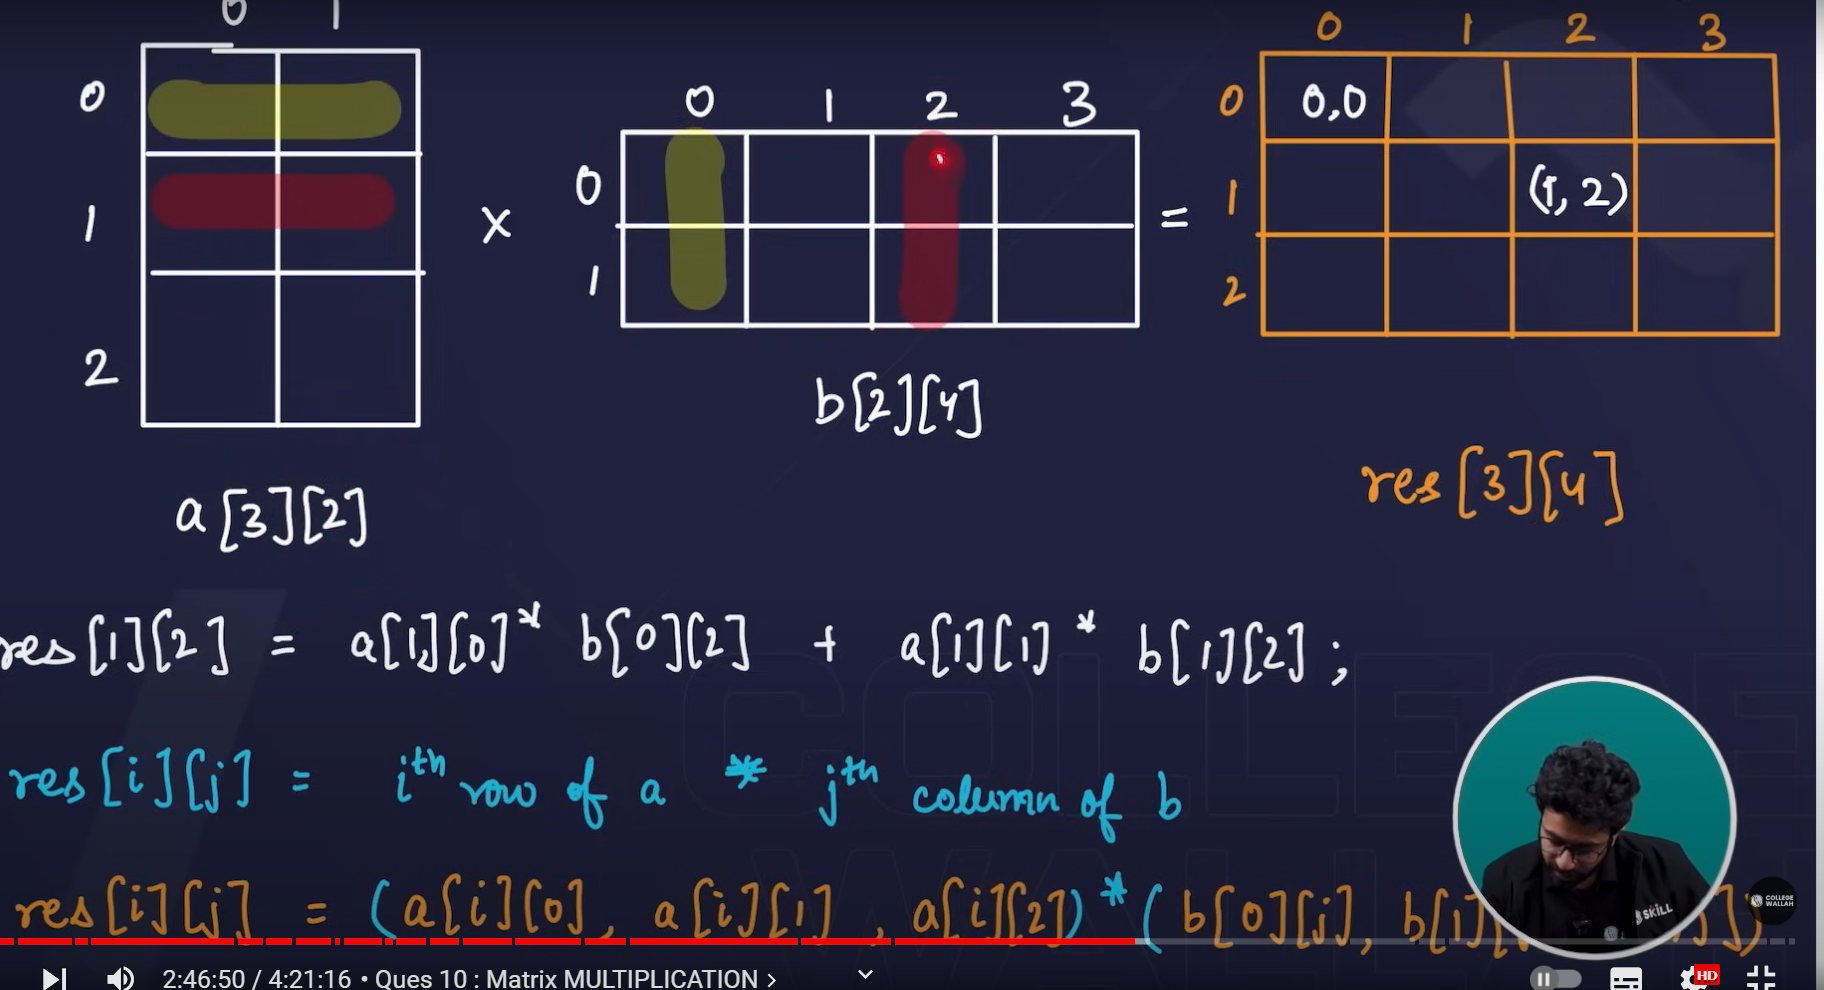 0 1
0
1
2
a[3][2]
×
0 1 2 3
0
1
b[2][4]
=
0 1 2 3
0 0,0
1 (1, 2)
2
res[3][4]
res[1][2] = a[1][0] * b[0][2] + a[1][1] * b[1][2];
res[i][j] = ith row of a * jth column of b
res[i][j] = (a[i][0], a[i][1], a[i][2]) * (b[0][j], b[1][ j])
SKILL
COLLEGE
WALLAH
2:46:50 / 4:21:16 • Ques 10 : Matrix MULTIPLICATION >
HD